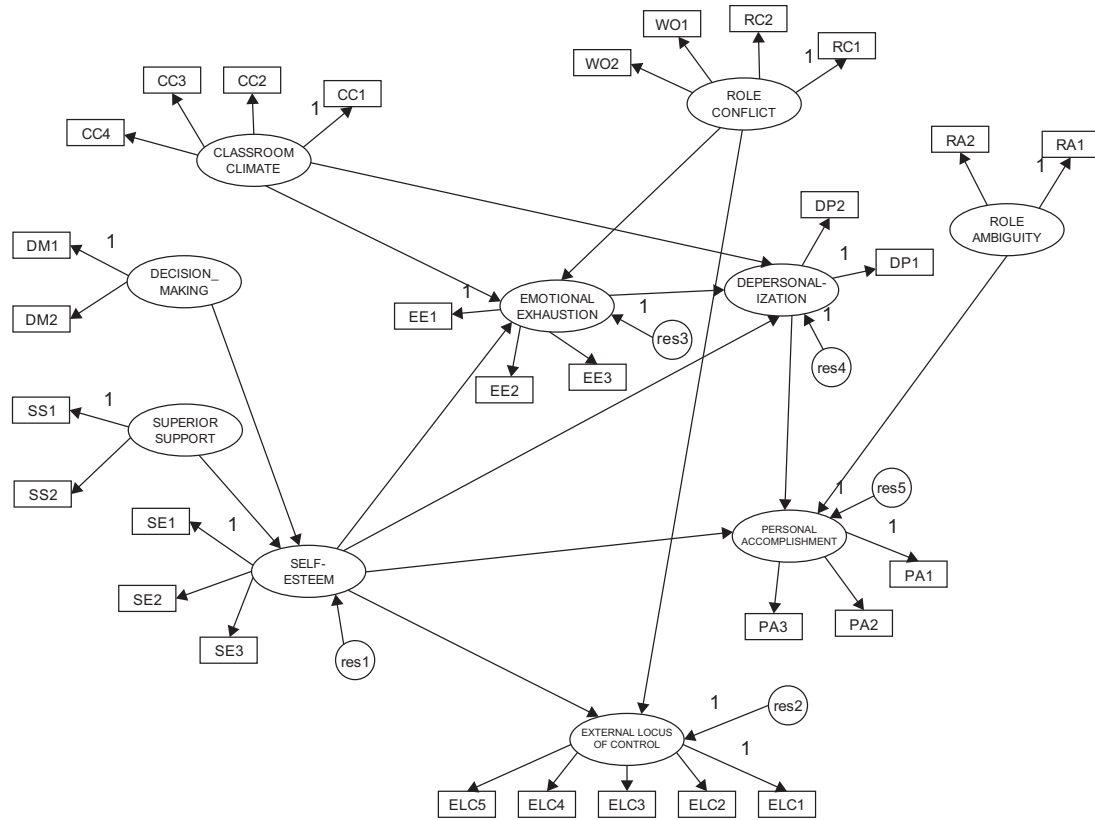 WO1
RC2
RC1
1
WO2
CC3
CC2
CC1
1
CC4
ROLE
CONFLICT
CLASSROOM
CLIMATE
RA2
RA1
1
ROLE
AMBIGUITY
DP2
DP1
1
DEPERSONAL-
IZATION
1
res4
DM1
1
DM2
DECISION_
MAKING
EMOTIONAL
EXHAUSTION
1
EE1
1
res3
EE2
EE3
SS1
1
SS2
SUPERIOR
SUPPORT
SE1
1
SE2
SE3
SELF-
ESTEEM
res1
1
res5
PERSONAL
ACCOMPLISHMENT
1
PA1
PA2
PA3
1
res2
EXTERNAL LOCUS
OF CONTROL
1
ELC5
ELC4
ELC3
ELC2
ELC1